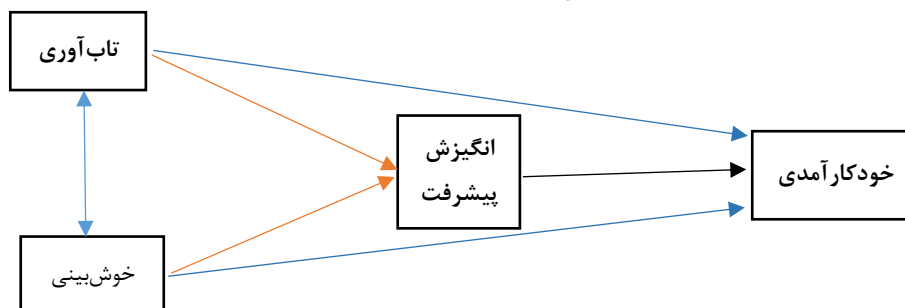 تاب‌آوری
انگیزش
پیشرفت
خودکارآمدی
خوش‌بینی